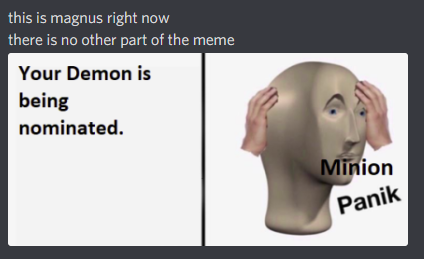 this is magnus right now
there is no other part of the meme
Your Demon is
being
nominated.
Minion
Panik